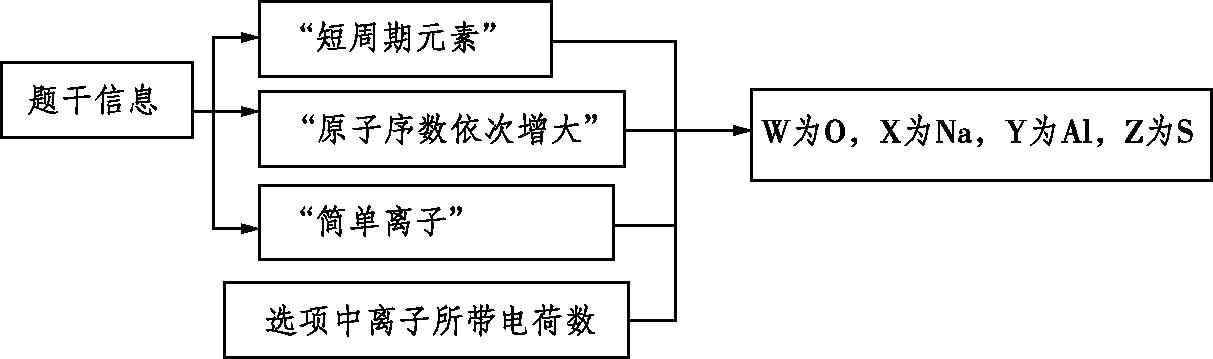 题干信息
“短周期元素”
“原子序数依次增大”
“简单离子”
选项中离子所带电荷数
W为O，X为Na，Y为Al，Z为S